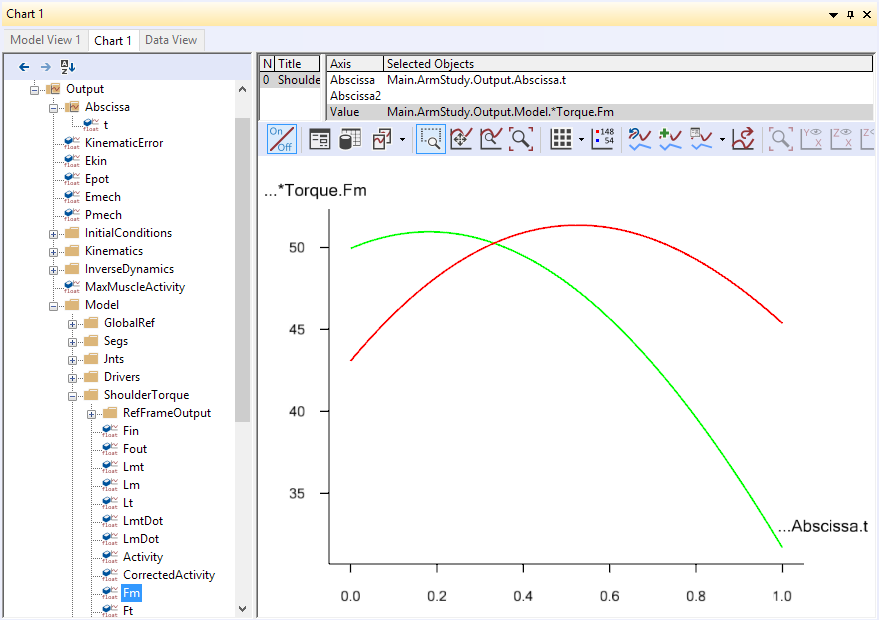 Chart 1
Model View 1 Chart 1 Data View
Output
Abscissa
t
KinematicError
Ekin
Epot
Emech
Pmech
InitialConditions
Kinematics
InverseDynamics
MaxMuscleActivity
Model
GlobalRef
Segs
Jnts
Drivers
ShoulderTorque
RefFrameOutput
Fin
Fout
Lmt
Lm
Lt
LmtDot
LmDot
Activity
CorrectedActivity
Fm
Ft
N Title Axis Selected Objects
0 Shoulde Abscissa Main.ArmStudy.Output.Abscissa.t
Abscissa2
Value Main.ArmStudy.Output.Model.*Torque.Fm
On/Off
148
54
...*Torque.Fm
50
45
40
35
...Abscissa.t
0.0 0.2 0.4 0.6 0.8 1.0